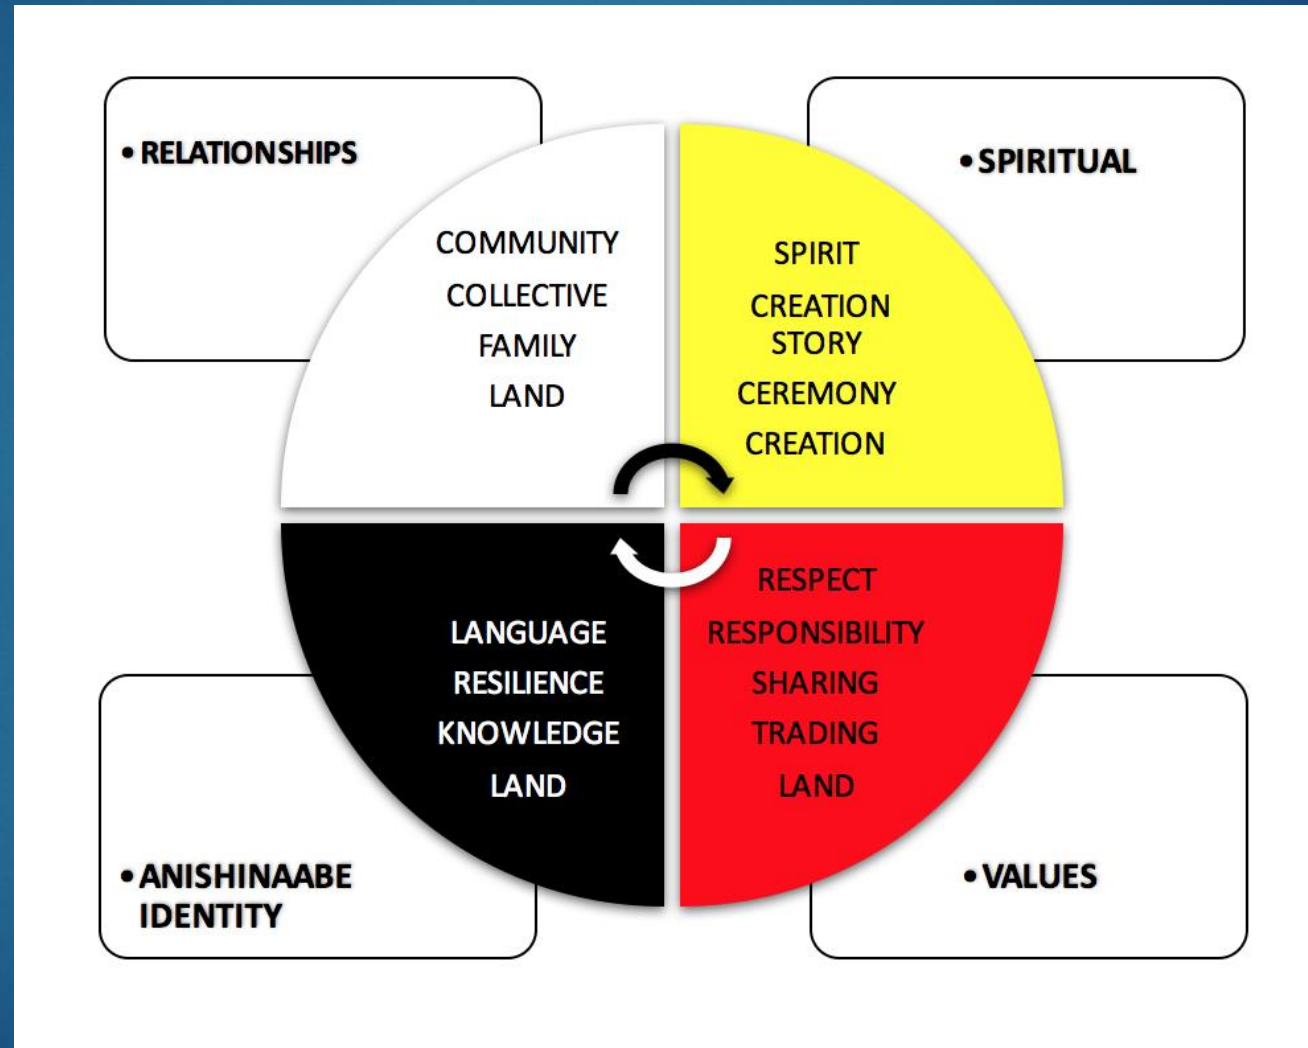 • RELATIONSHIPS
COMMUNITY
COLLECTIVE
FAMILY
LAND
• SPIRITUAL
SPIRIT
CREATION
STORY
CEREMONY
CREATION
LANGUAGE
RESILIENCE
KNOWLEDGE
LAND
• ANISHINAABE
IDENTITY
RESPECT
RESPONSIBILITY
SHARING
TRADING
LAND
• VALUES